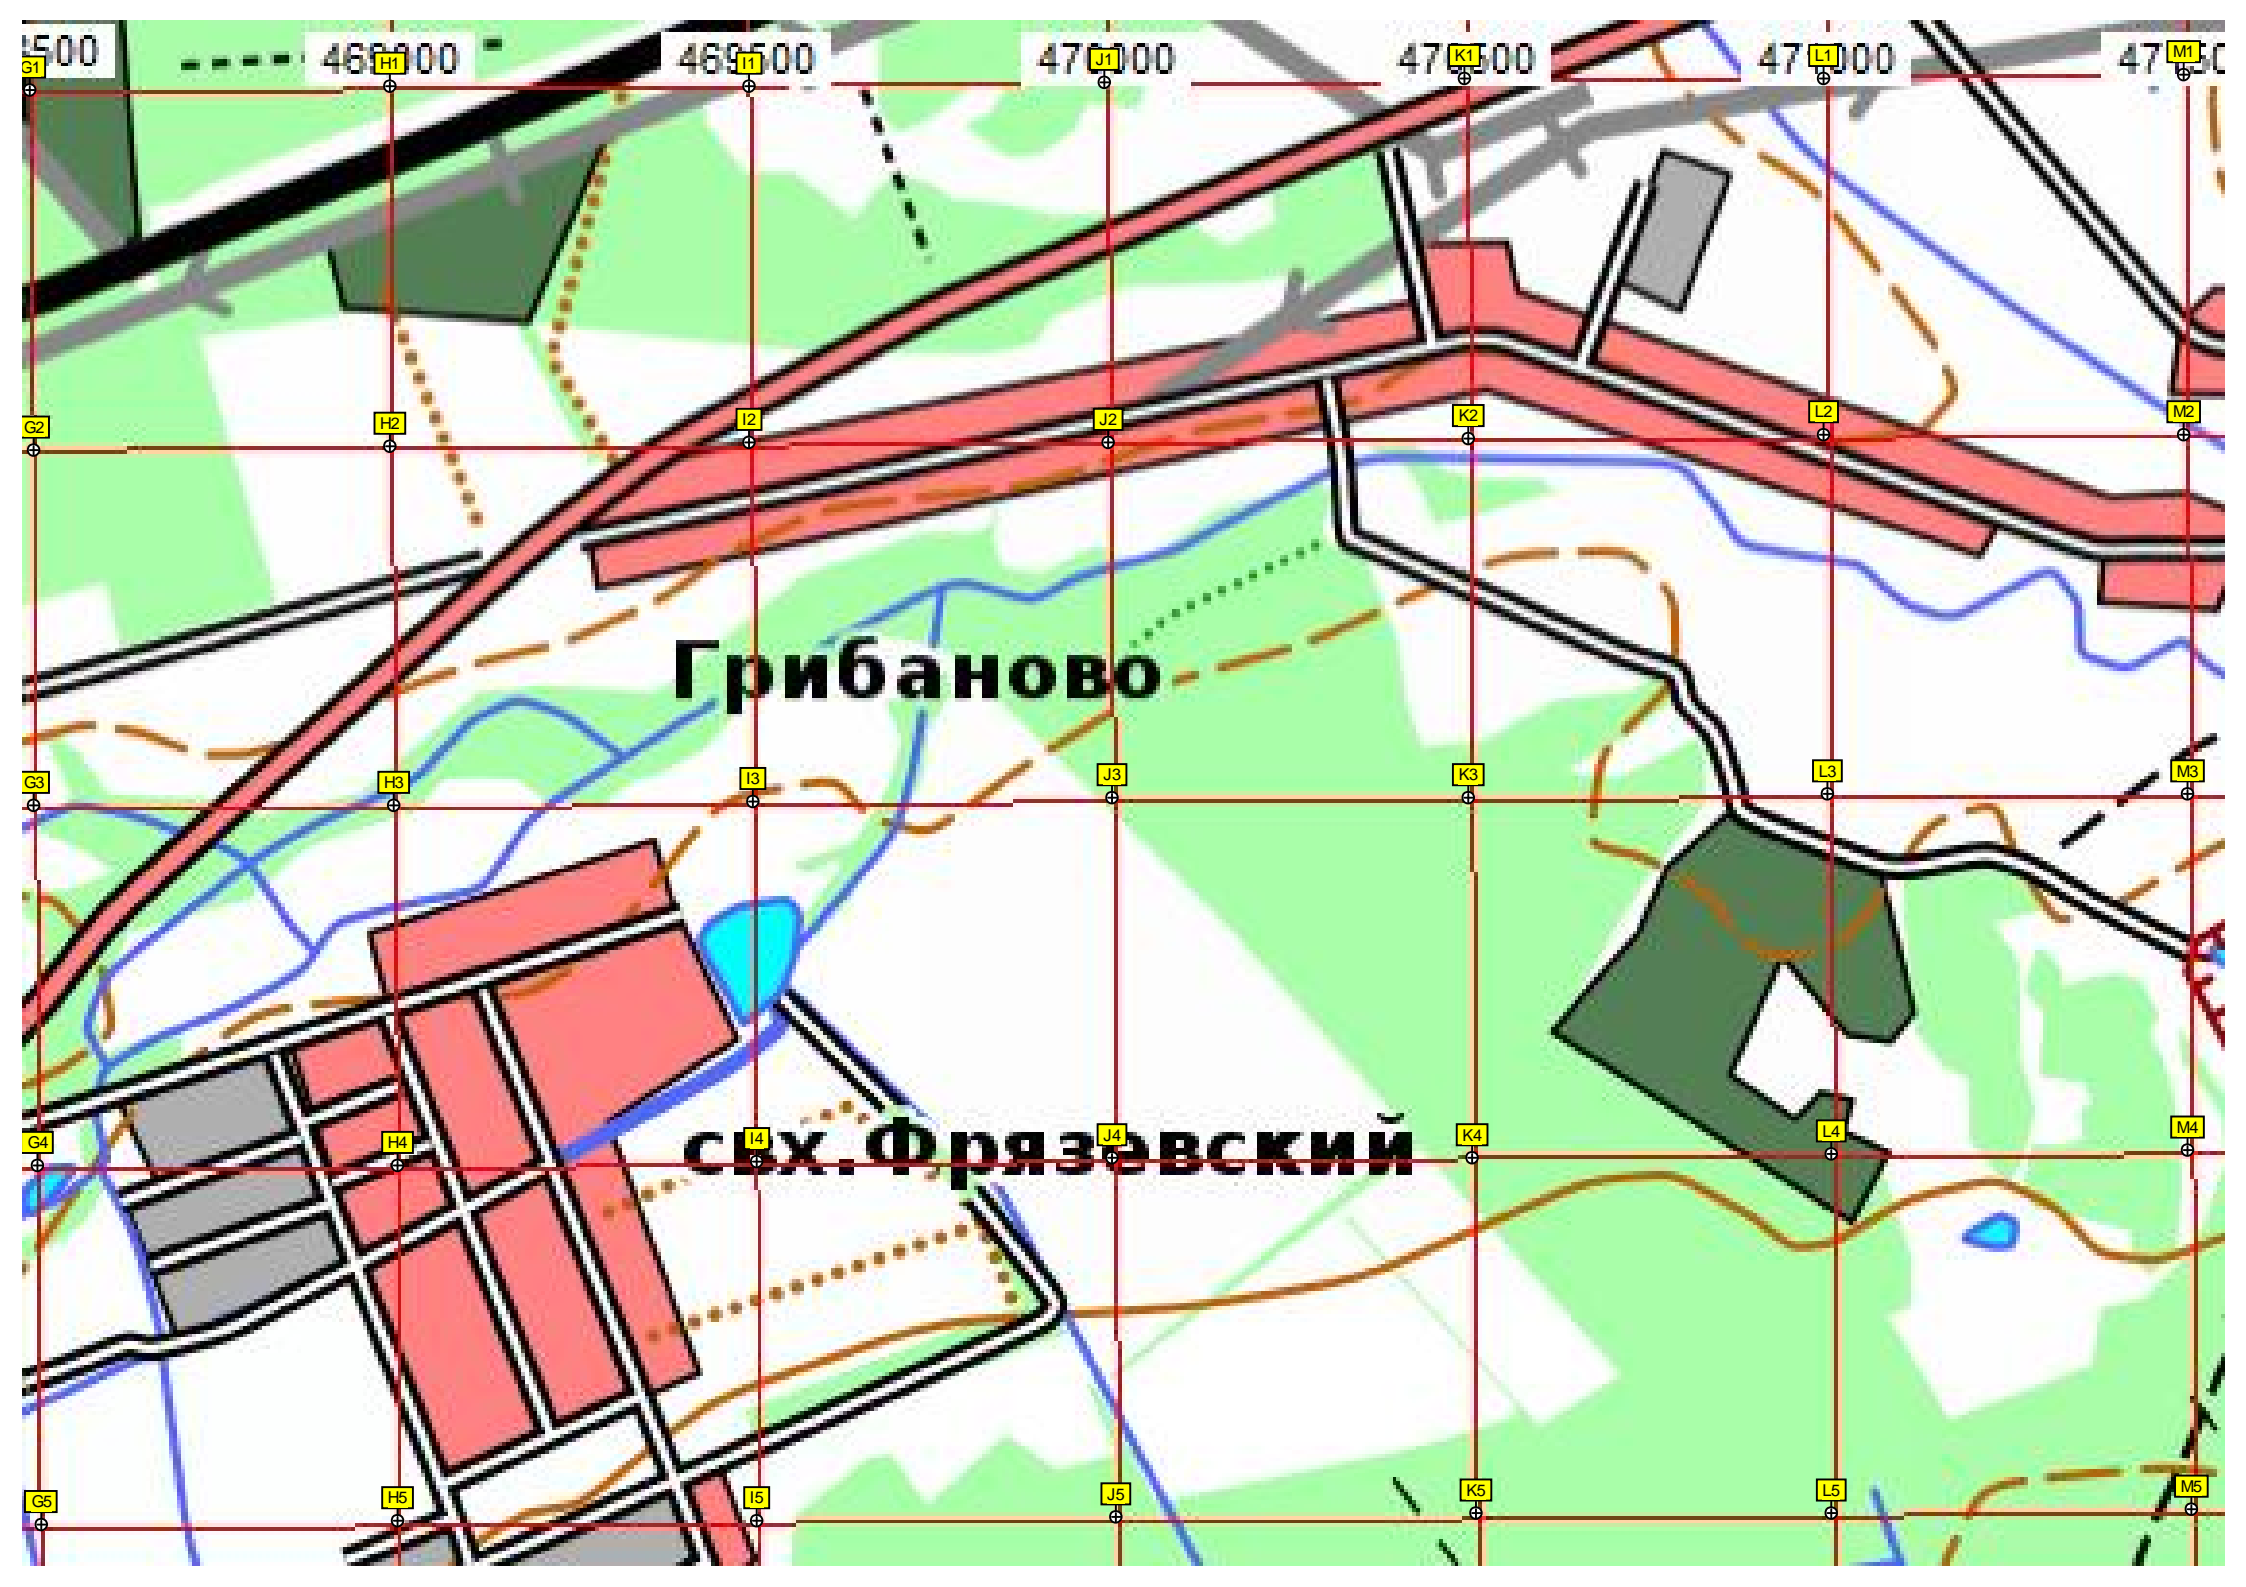 G1 H1 I1 J1 K1 L1 M1
G2 H2 I2 J2 K2 L2 M2
Грибаново
G3 H3 I3 J3 K3 L3 M3
свх.Фрязевский
G4 H4 I4 J4 K4 L4 M4
G5 H5 I5 J5 K5 L5 M5